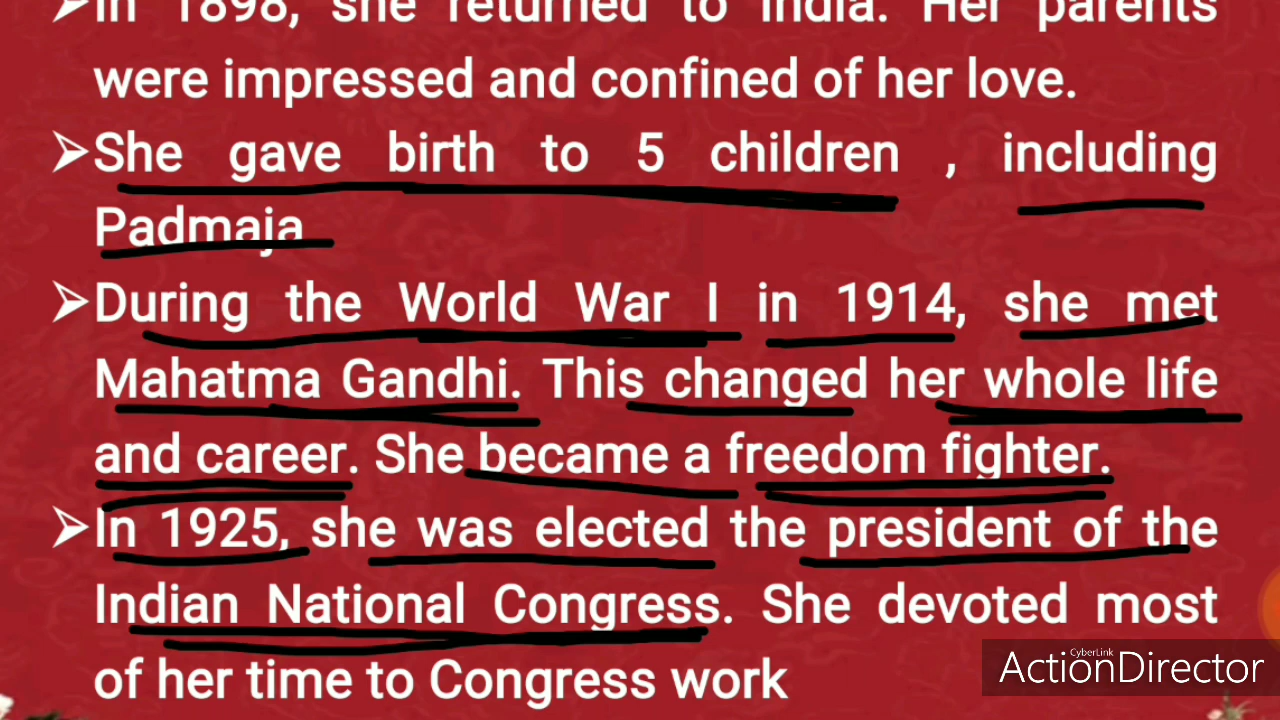 ➢In 1898, she returned to India. Her parents
were impressed and confined of her love.
➢She gave birth to 5 children , including
Padmaja
➢During the World War I in 1914, she met
Mahatma Gandhi. This changed her whole life
and career. She became a freedom fighter.
➢In 1925, she was elected the president of the
Indian National Congress. She devoted most
of her time to Congress work
CyberLink
ActionDirector